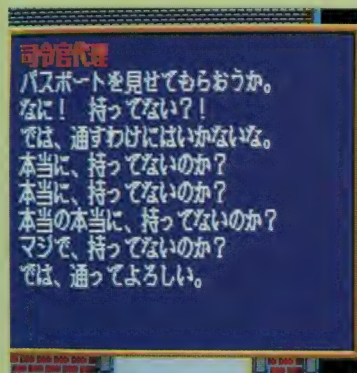 司令官代理
パスポートを見せてもらおうか。
なに！　持ってない？！
では、通すわけにはいかないな。
本当に、持ってないのか？
本当に、持ってないのか？
本当の本当に、持ってないのか？
マジで、持ってないのか？
では、通ってよろしい。